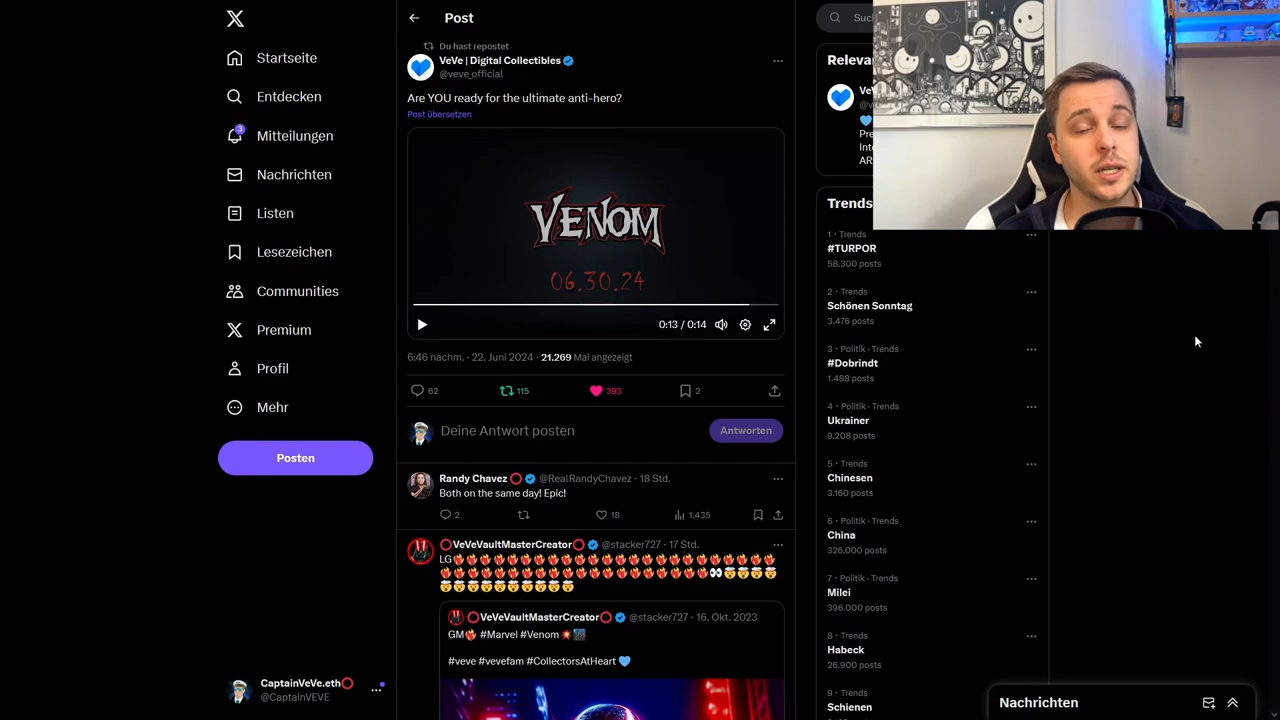 Startseite
Entdecken
3
Mitteilungen
Nachrichten
Listen
Lesezeichen
Communities
Premium
Profil
Mehr
Posten
CaptainVeVe.eth⭕
@CaptainVEVE
Post
Du hast repostet
VeVe | Digital Collectibles
@veve_official
Are YOU ready for the ultimate anti-hero?
Post übersetzen
VENOM
06.30.24
0:13 / 0:14
6:46 nachm. · 22. Juni 2024 · 21.269 Mal angezeigt
62 115 393 2
Deine Antwort posten
Antworten
Randy Chavez ⭕ @RealRandyChavez · 18 Std.
Both on the same day! Epic!
2 18 1.435
⭕VeVeVaultMasterCreator⭕ @stacker727 · 17 Std.
LG
⭕VeVeVaultMasterCreator⭕ @stacker727 · 16. Okt. 2023
GM❤️‍🔥 #Marvel #Venom 💥
#veve #vevefam #CollectorsAtHeart 🩵
Suc
Releva
Ve
@v
Pre
Int
AR
Trends
1 · Trends
#TURPOR
58.300 posts
2 · Trends
Schönen Sonntag
3.476 posts
3 · Politik · Trends
#Dobrindt
1.488 posts
4 · Politik · Trends
Ukrainer
9.208 posts
5 · Trends
Chinesen
3.160 posts
6 · Politik · Trends
China
326.000 posts
7 · Politik · Trends
Milei
396.000 posts
8 · Trends
Habeck
26.900 posts
9 · Trends
Schienen
Nachrichten